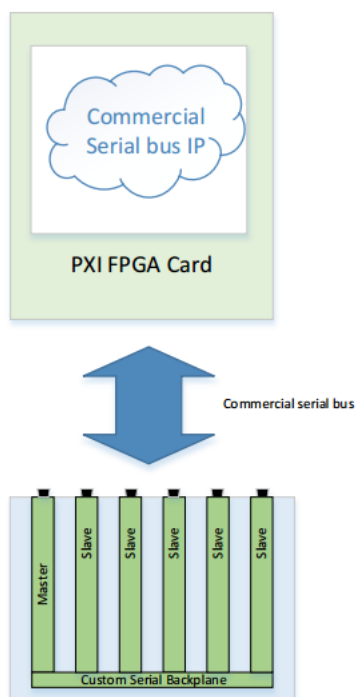 Commercial
Serial bus IP
PXI FPGA Card
Commercial serial bus
Master
Slave
Slave
Slave
Slave
Slave
Custom Serial Backplane